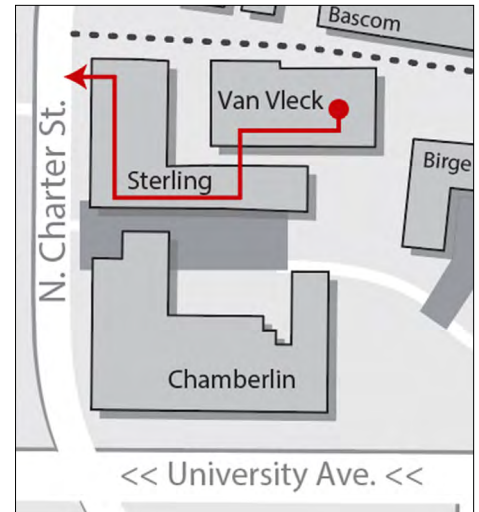 Bascom
Van Vleck
Birge
Sterling
N. Charter St.
Chamberlin
<< University Ave. <<